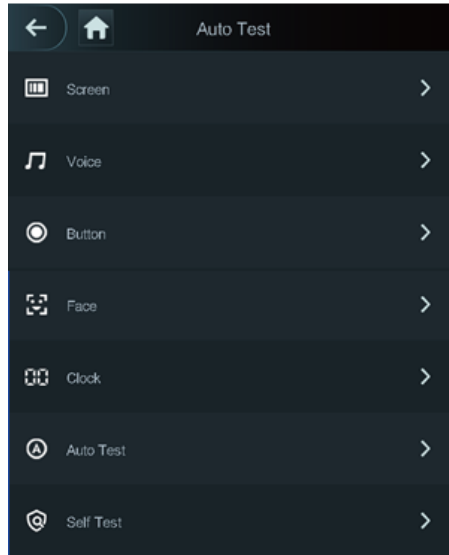 Auto Test
Screen
Voice
Button
Face
Clock
Auto Test
Self Test